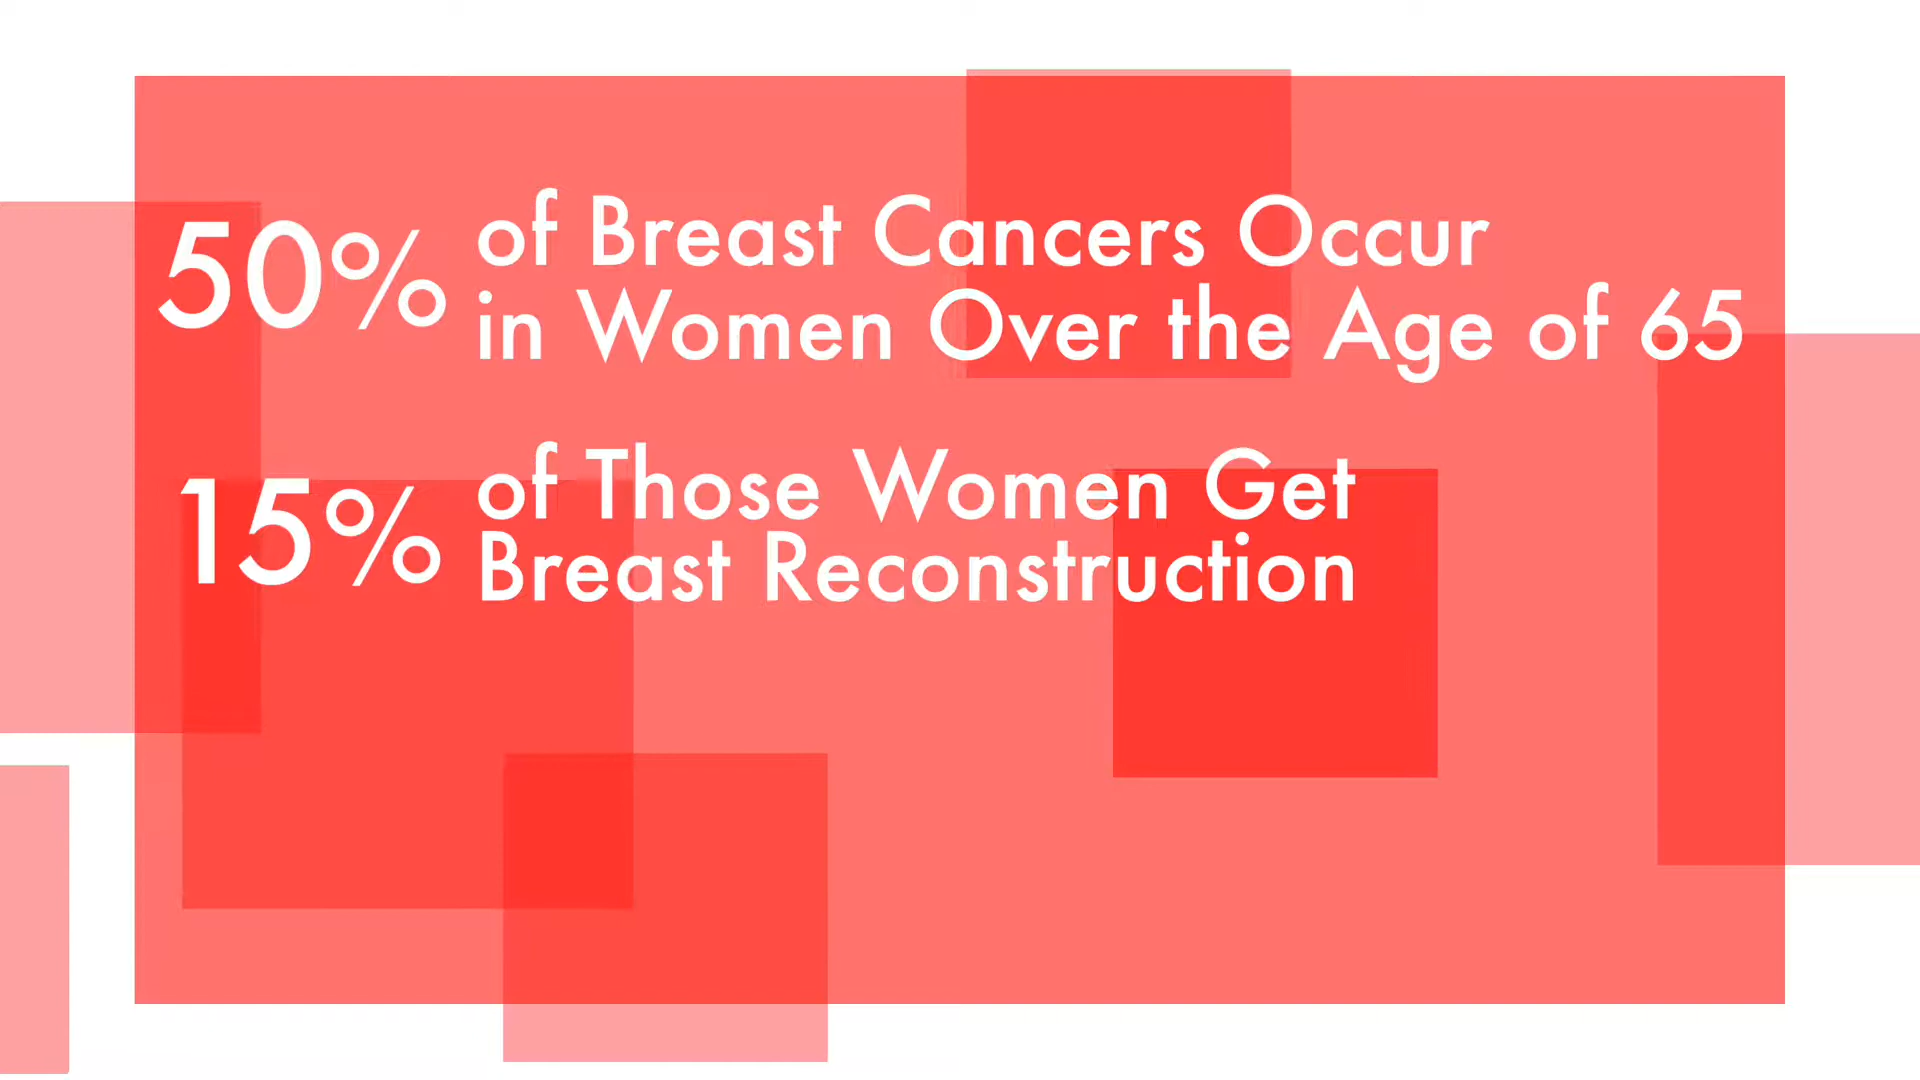 50% of Breast Cancers Occur
in Women Over the Age of 65
15% of Those Women Get
Breast Reconstruction